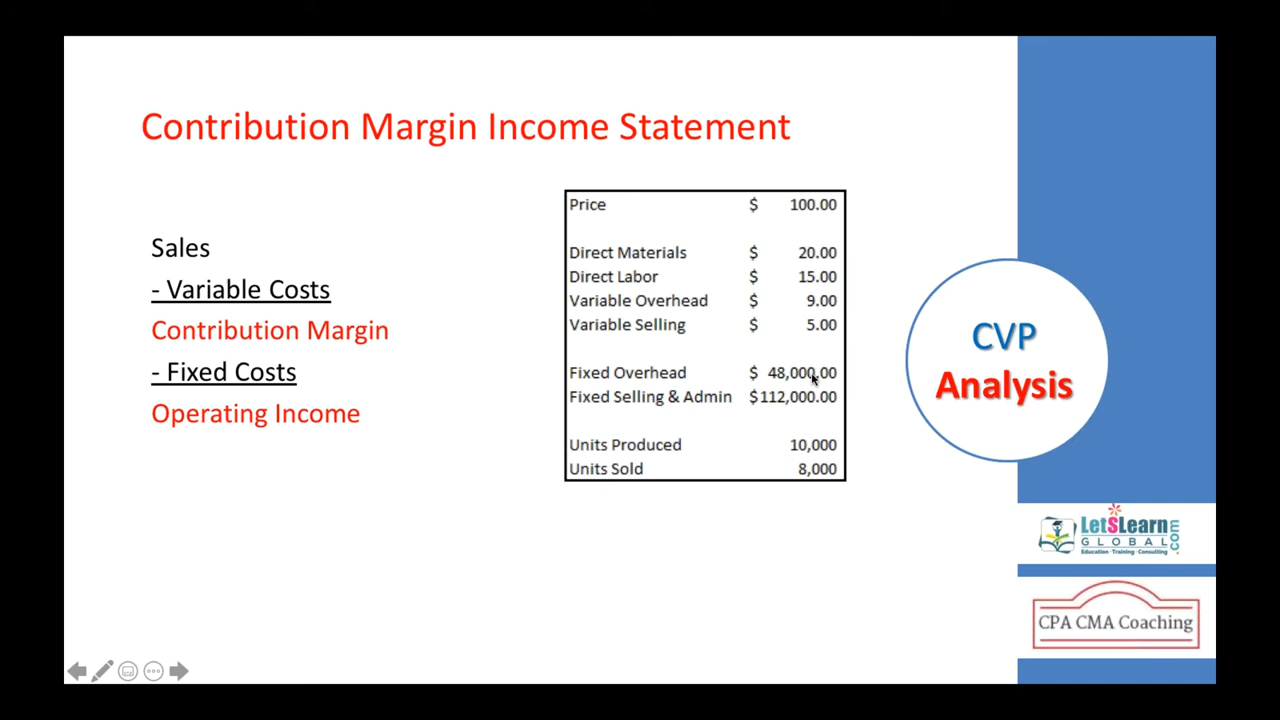 Contribution Margin Income Statement
Sales
- Variable Costs
Contribution Margin
- Fixed Costs
Operating Income
Price $ 100.00
Direct Materials $ 20.00
Direct Labor $ 15.00
Variable Overhead $ 9.00
Variable Selling $ 5.00
Fixed Overhead $ 48,000.00
Fixed Selling & Admin $112,000.00
Units Produced 10,000
Units Sold 8,000
CVP
Analysis
LetSLearn.com
GLOBAL
Education · Training · Consulting
CPA CMA Coaching